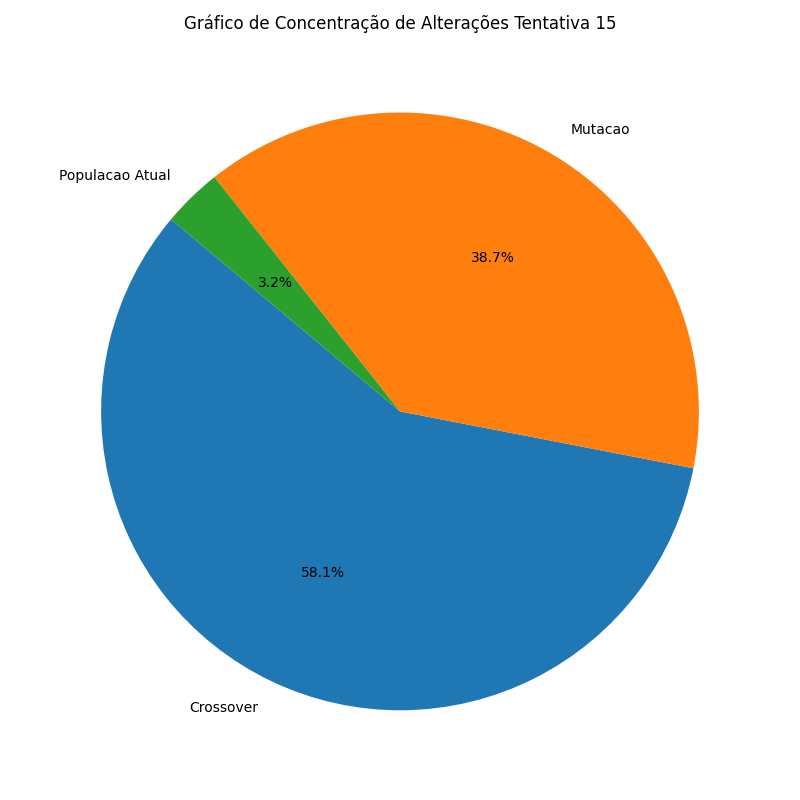 Gráfico de Concentração de Alterações Tentativa 15
Mutacao
Populacao Atual
38.7%
3.2%
58.1%
Crossover